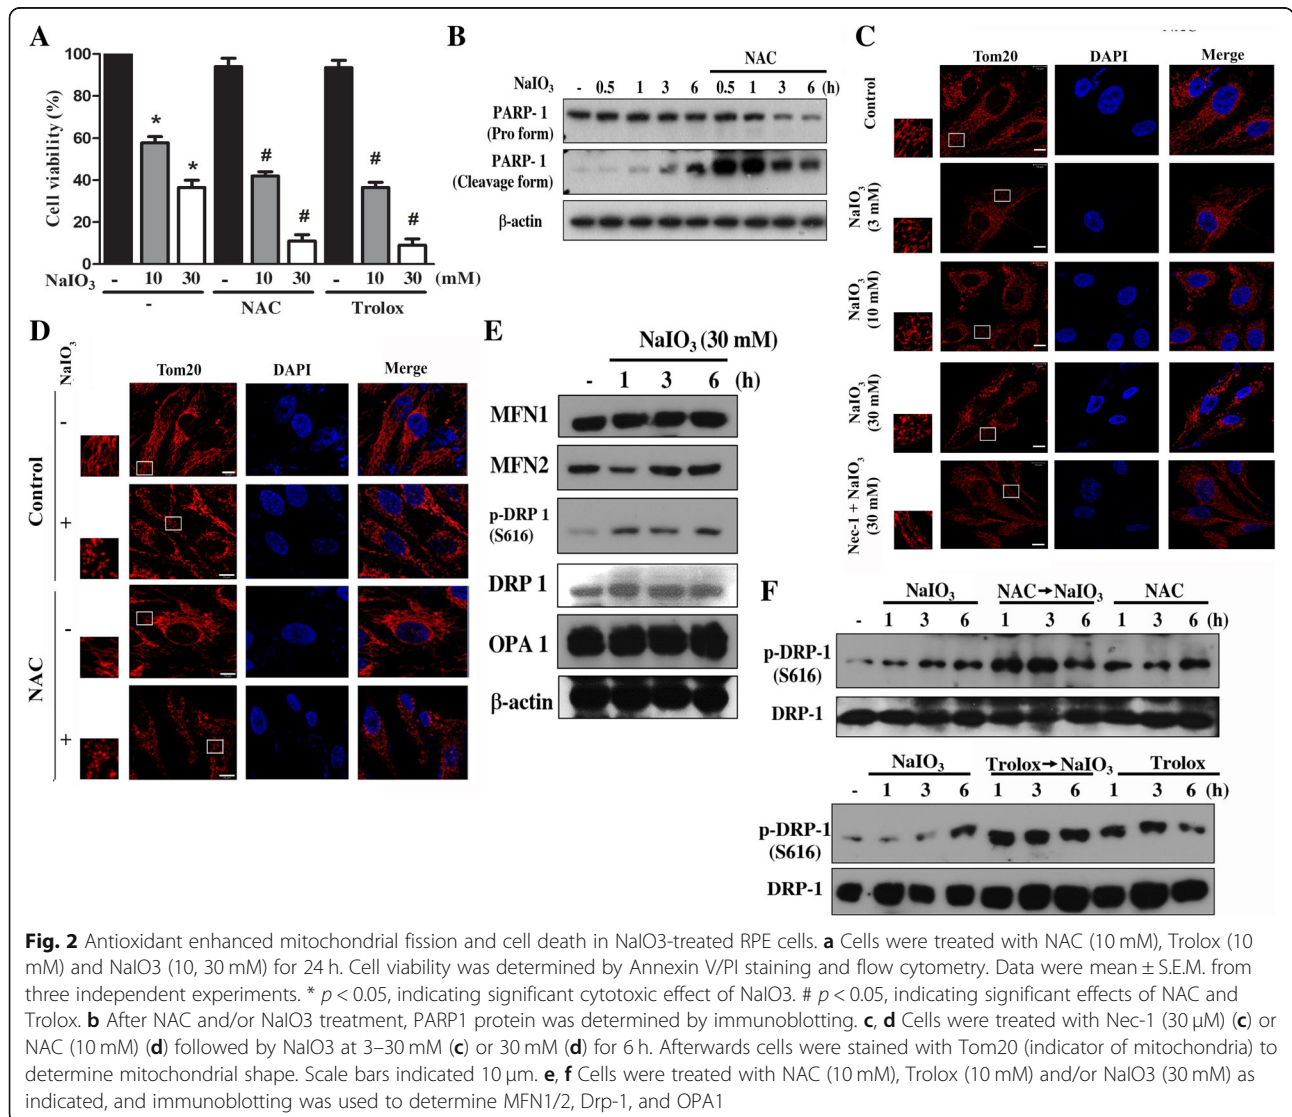 A
100
80
60
40
20
0
Cell viability (%)
*
*
#
#
#
#
NaIO3 - 10 30 - 10 30 - 10 30 (mM)
- NAC Trolox
B
NAC
NaIO3 - 0.5 1 3 6 0.5 1 3 6 (h)
PARP- 1
(Pro form)
PARP- 1
(Cleavage form)
β-actin
C
Tom20 DAPI Merge
Control
NaIO3
(3 mM)
NaIO3
(10 mM)
NaIO3
(30 mM)
Nec-1 + NaIO3
(30 mM)
D
NaIO3
Tom20 DAPI Merge
Control
-
+
NAC
-
+
E
NaIO3 (30 mM)
- 1 3 6 (h)
MFN1
MFN2
p-DRP 1
(S616)
DRP 1
OPA 1
β-actin
F
NaIO3 NAC→NaIO3 NAC
- 1 3 6 1 3 6 1 3 6 (h)
p-DRP-1
(S616)
DRP-1
NaIO3 Trolox→NaIO3 Trolox
- 1 3 6 1 3 6 1 3 6 (h)
p-DRP-1
(S616)
DRP-1
Fig. 2 Antioxidant enhanced mitochondrial fission and cell death in NaIO3-treated RPE cells. a Cells were treated with NAC (10 mM), Trolox (10
mM) and NaIO3 (10, 30 mM) for 24 h. Cell viability was determined by Annexin V/PI staining and flow cytometry. Data were mean ± S.E.M. from
three independent experiments. * p < 0.05, indicating significant cytotoxic effect of NaIO3. # p < 0.05, indicating significant effects of NAC and
Trolox. b After NAC and/or NaIO3 treatment, PARP1 protein was determined by immunoblotting. c, d Cells were treated with Nec-1 (30 μM) (c) or
NAC (10 mM) (d) followed by NaIO3 at 3–30 mM (c) or 30 mM (d) for 6 h. Afterwards cells were stained with Tom20 (indicator of mitochondria) to
determine mitochondrial shape. Scale bars indicated 10 μm. e, f Cells were treated with NAC (10 mM), Trolox (10 mM) and/or NaIO3 (30 mM) as
indicated, and immunoblotting was used to determine MFN1/2, Drp-1, and OPA1